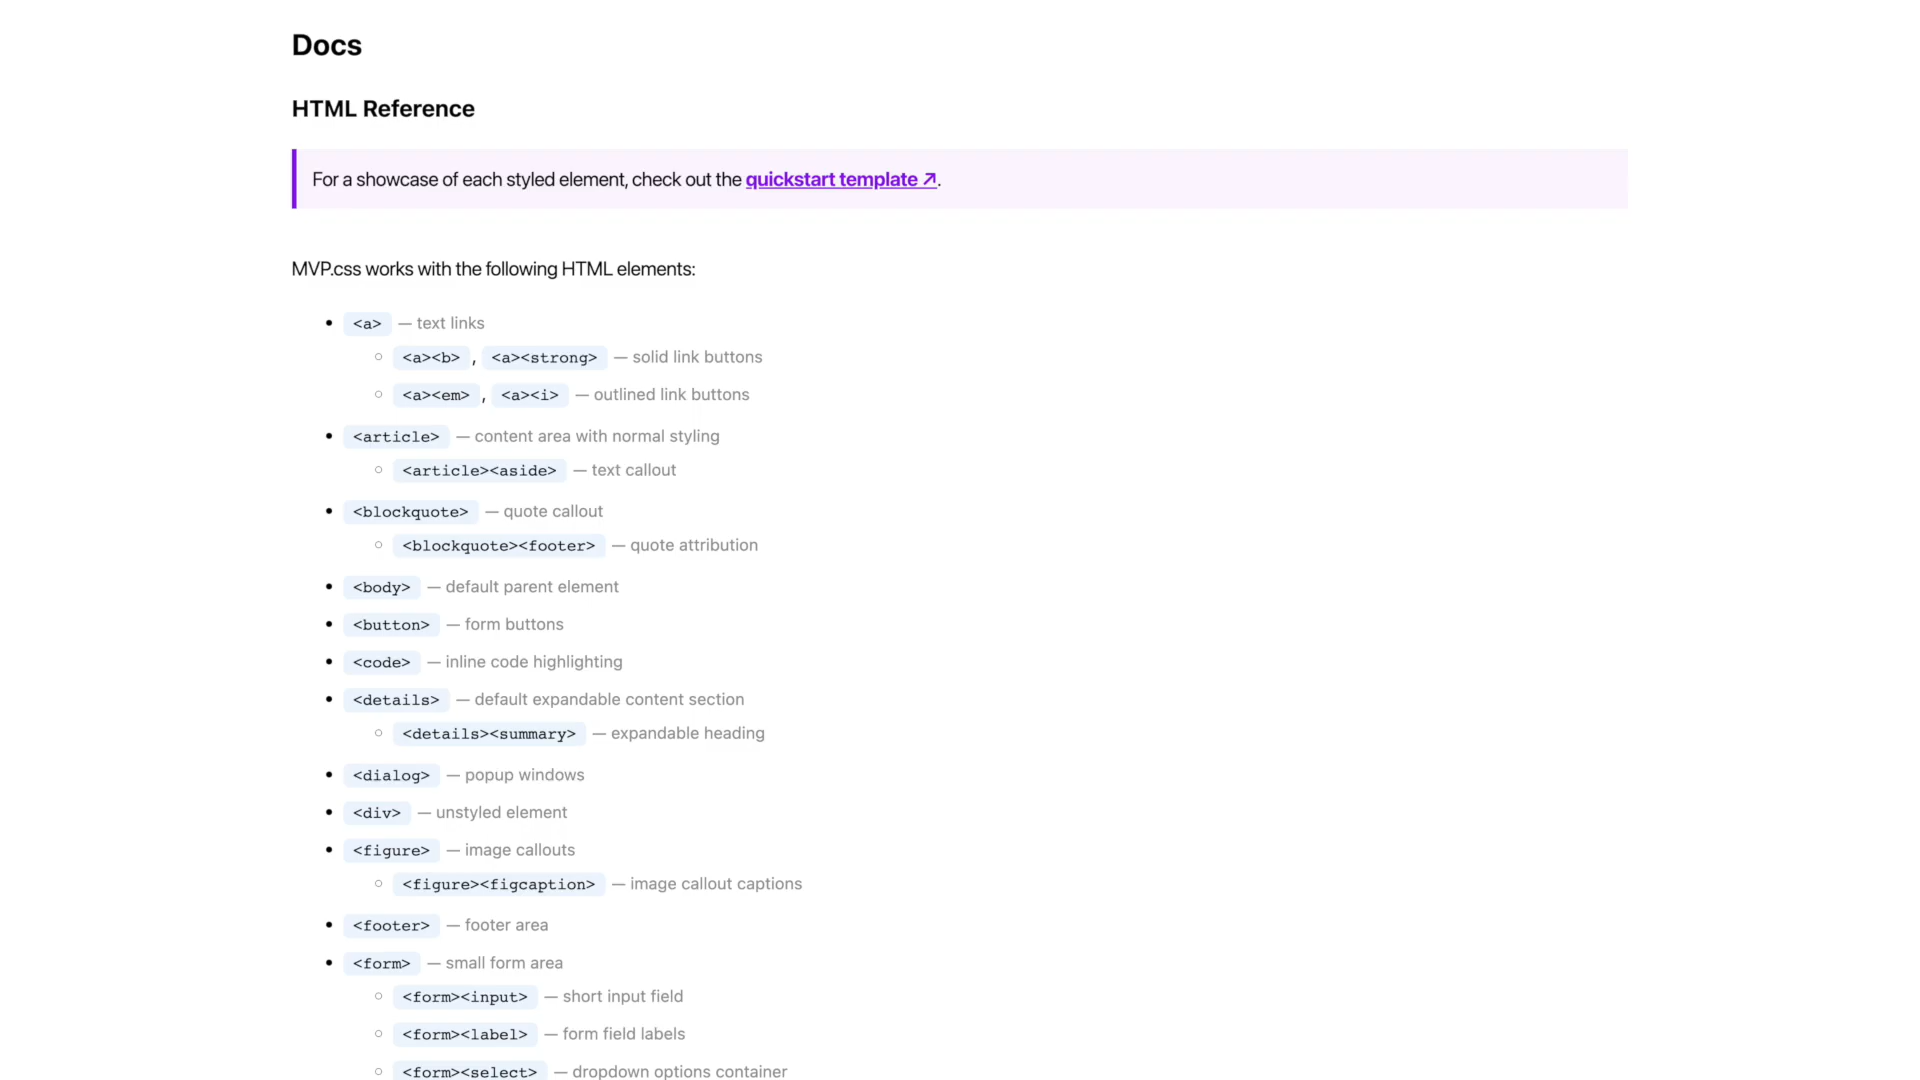 Docs
HTML Reference
For a showcase of each styled element, check out the quickstart template ↗.
MVP.css works with the following HTML elements:
• <a> — text links
◦ <a><b> , <a><strong> — solid link buttons
◦ <a><em> , <a><i> — outlined link buttons
• <article> — content area with normal styling
◦ <article><aside> — text callout
• <blockquote> — quote callout
◦ <blockquote><footer> — quote attribution
• <body> — default parent element
• <button> — form buttons
• <code> — inline code highlighting
• <details> — default expandable content section
◦ <details><summary> — expandable heading
• <dialog> — popup windows
• <div> — unstyled element
• <figure> — image callouts
◦ <figure><figcaption> — image callout captions
• <footer> — footer area
• <form> — small form area
◦ <form><input> — short input field
◦ <form><label> — form field labels
◦ <form><select> — dropdown options container